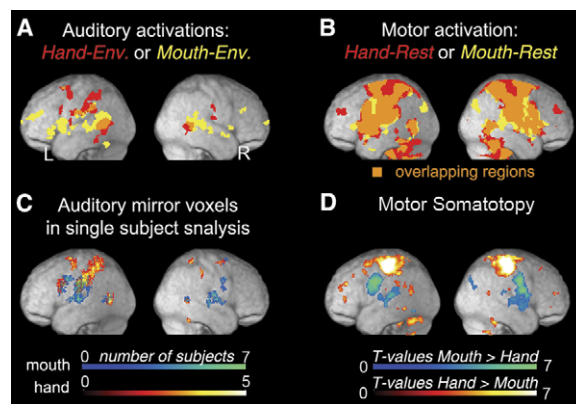 A Auditory activations:
Hand-Env. or Mouth-Env.
L R
B Motor activation:
Hand-Rest or Mouth-Rest
overlapping regions
C Auditory mirror voxels
in single subject snalysis
mouth 0 number of subjects 7
hand 0 5
D Motor Somatotopy
0 T-values Mouth > Hand 7
0 T-values Hand > Mouth 7